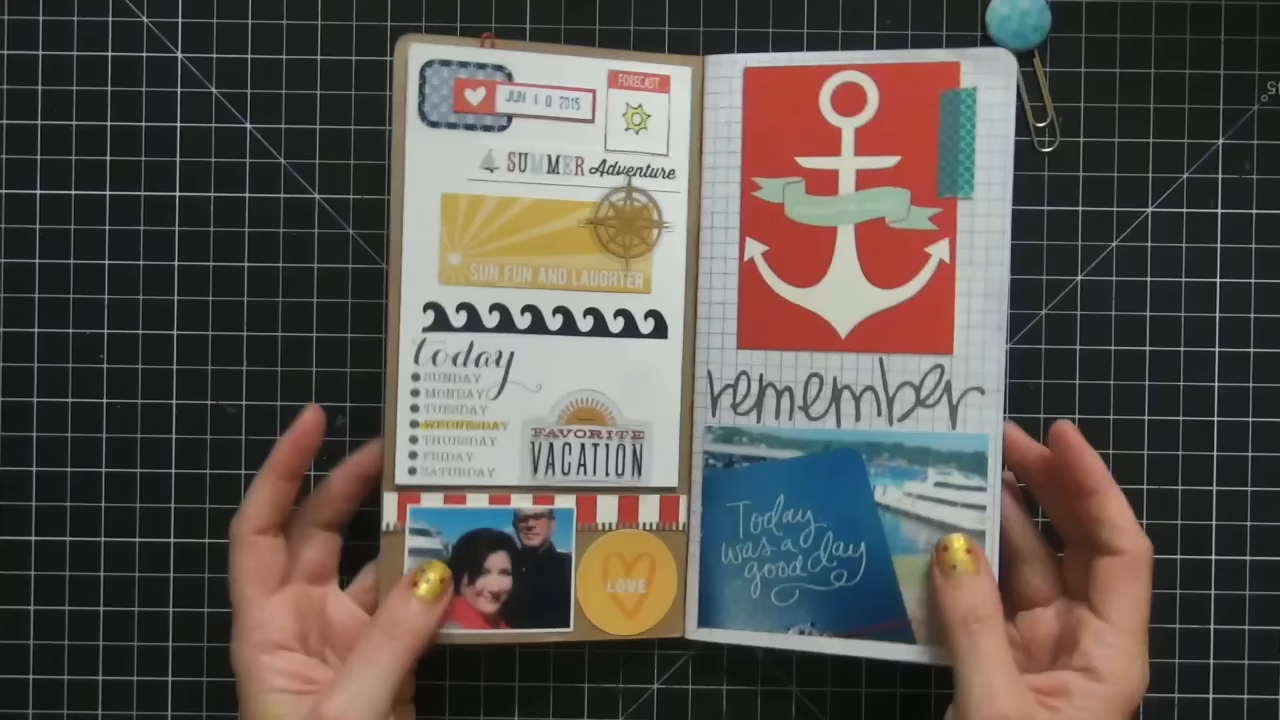 JUN 10 2015
FORECAST
SUMMER Adventure
SUN FUN AND LAUGHTER
today
SUNDAY
MONDAY
TUESDAY
WEDNESDAY
THURSDAY
FRIDAY
SATURDAY
FAVORITE
VACATION
LOVE
remember
Today
was a
good day